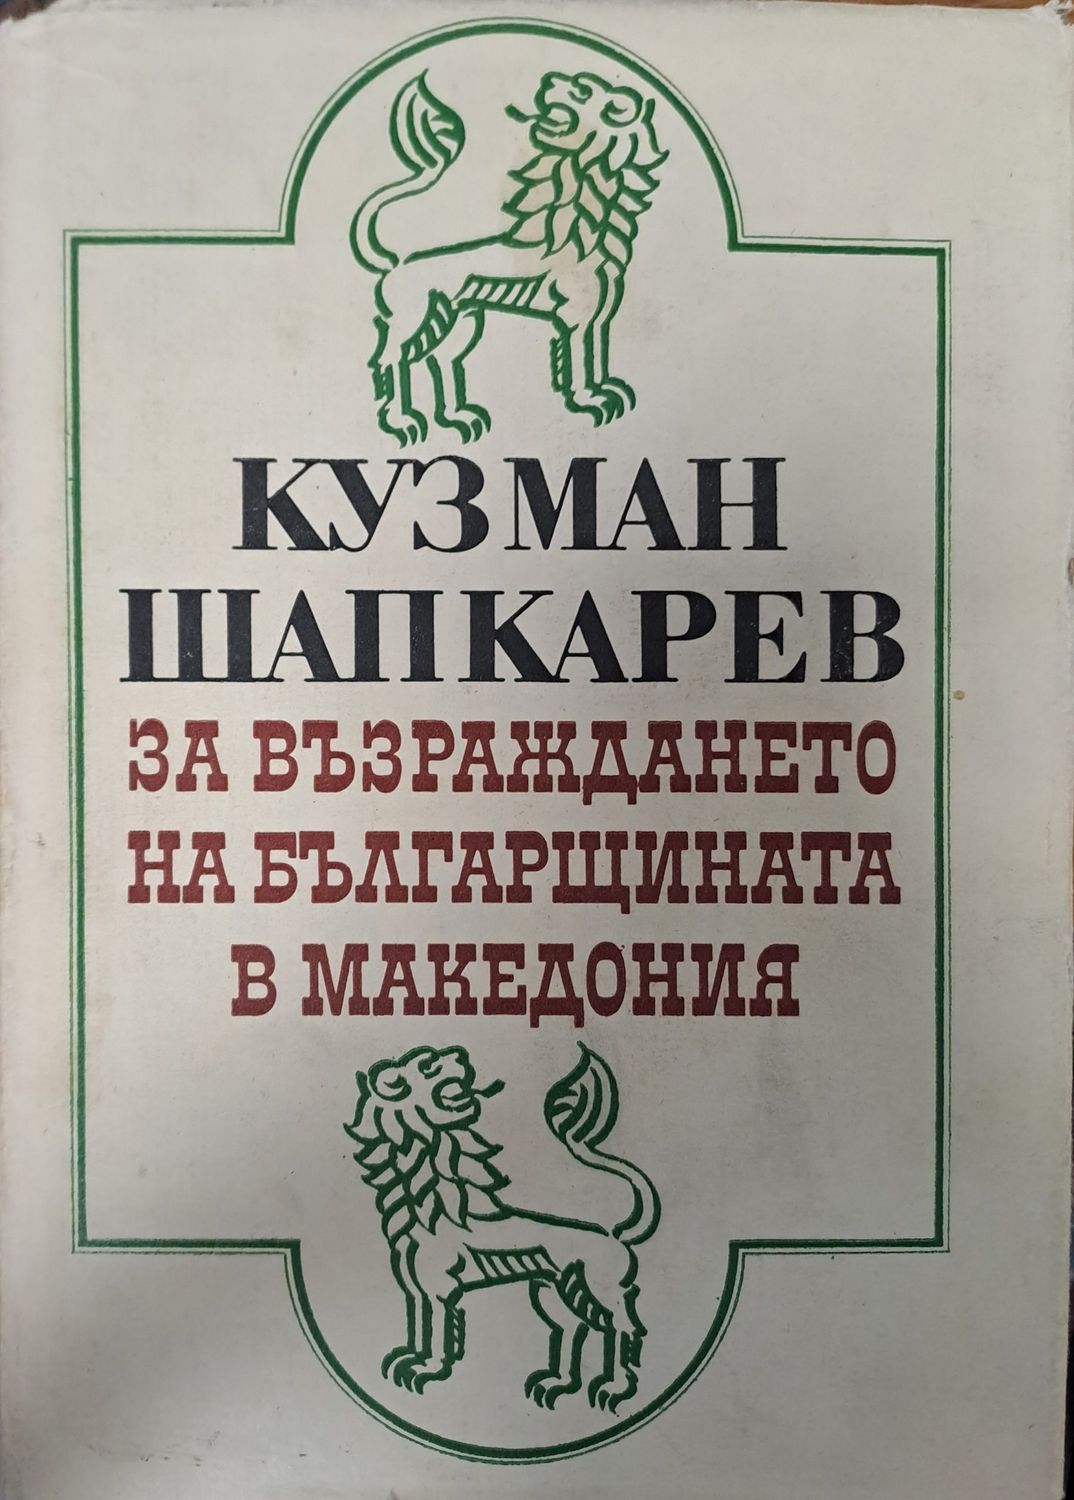 КУЗМАН
ШАПКАРЕВ
ЗА ВЪЗРАЖДАНЕТО
НА БЪЛГАРЩИНАТА
В МАКЕДОНИЯ